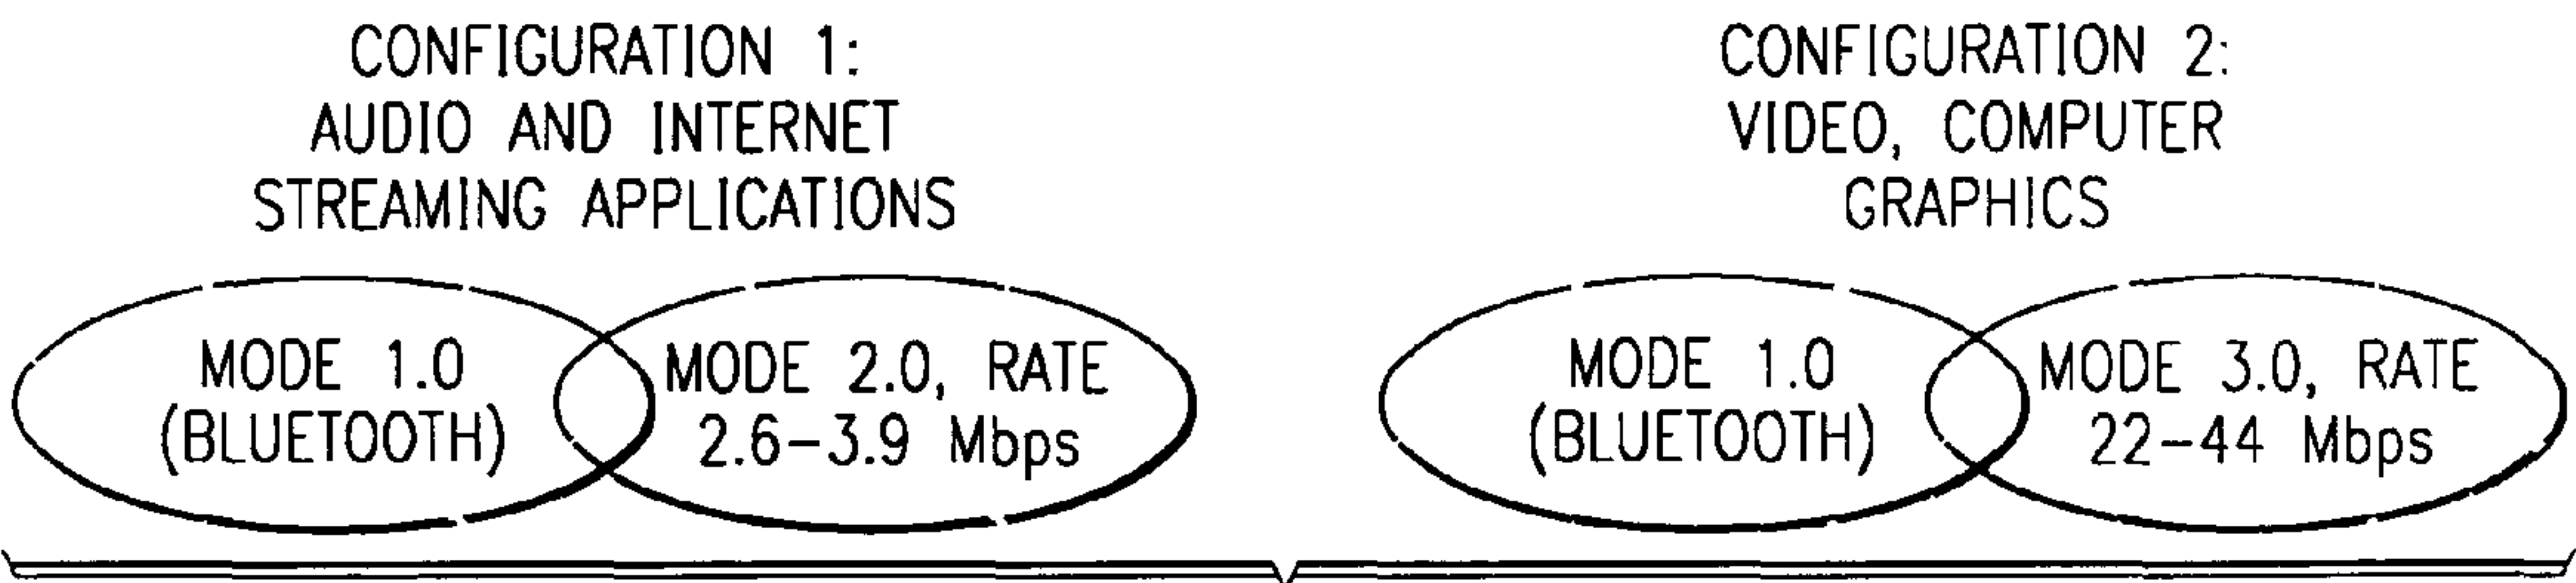 CONFIGURATION 1:
AUDIO AND INTERNET
STREAMING APPLICATIONS
MODE 1.0
(BLUETOOTH)
MODE 2.0, RATE
2.6-3.9 Mbps
CONFIGURATION 2:
VIDEO, COMPUTER
GRAPHICS
MODE 1.0
(BLUETOOTH)
MODE 3.0, RATE
22-44 Mbps